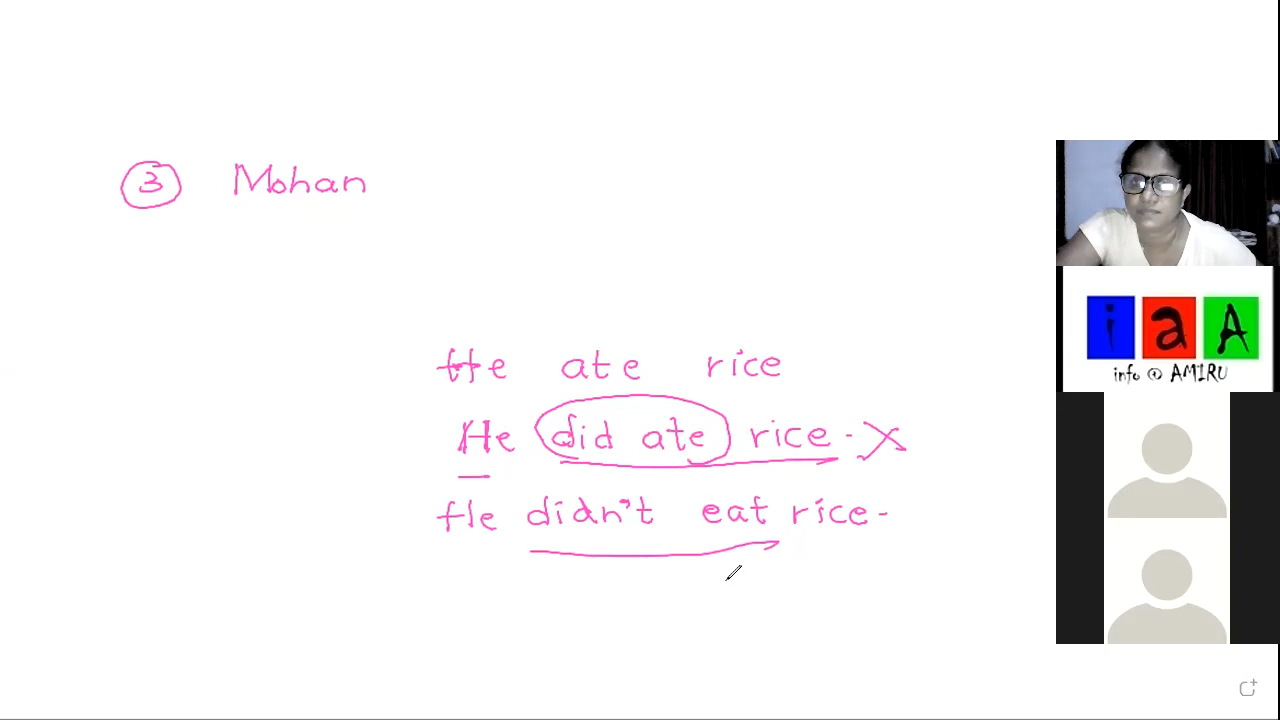 3 Mohan
He ate rice
He did ate rice - X
He didn't eat rice -
i a A
info @ AMIRU